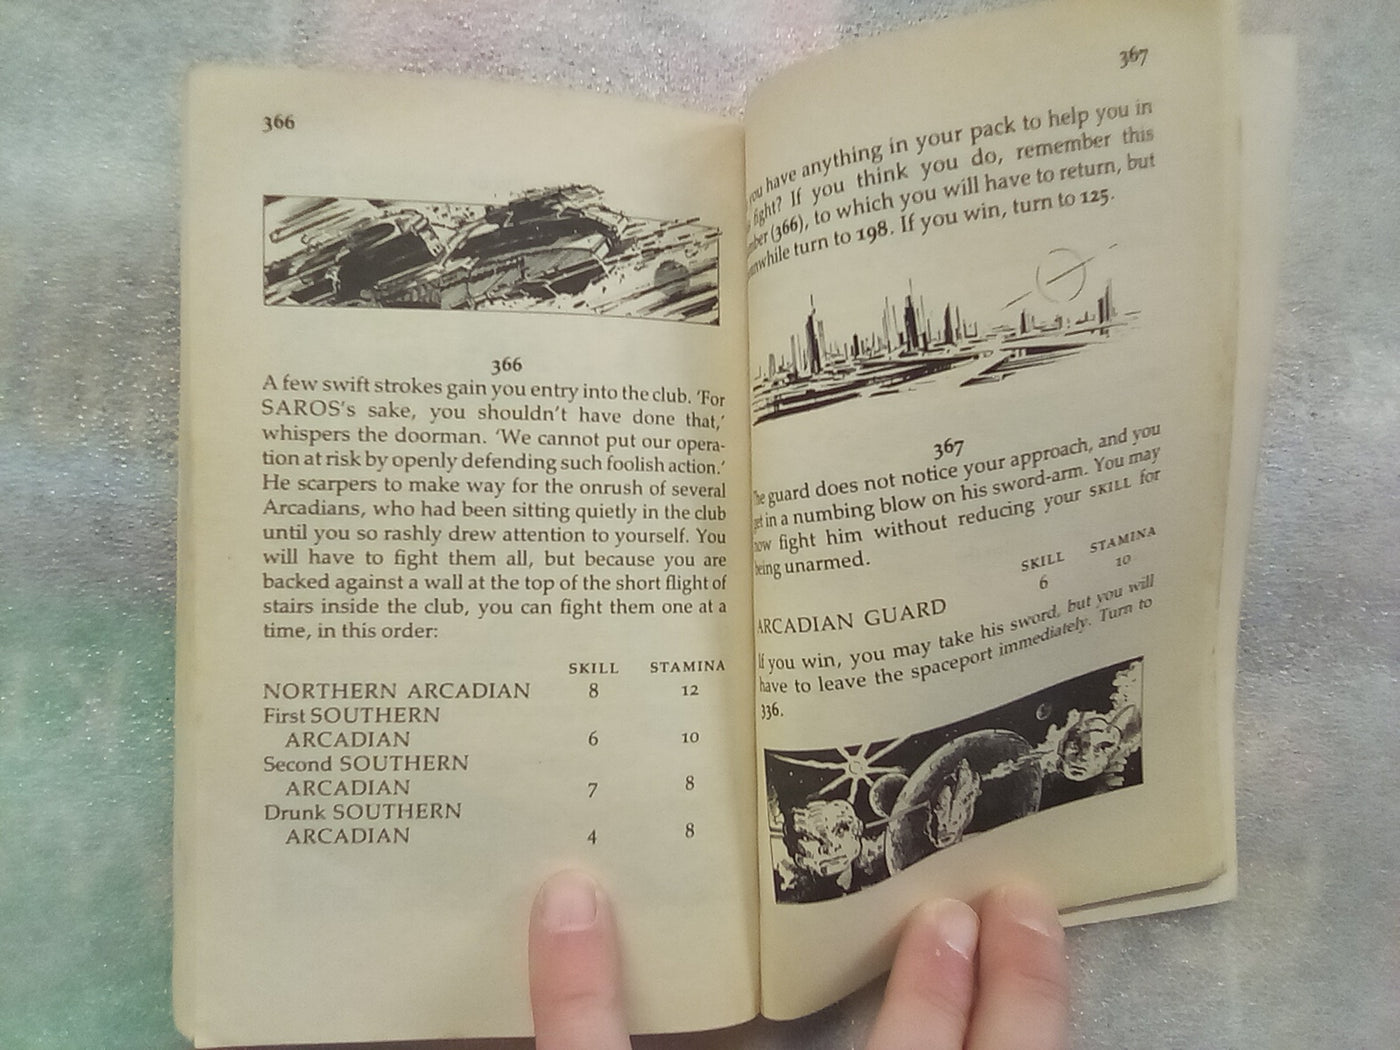 366
366
A few swift strokes gain you entry into the club. 'For
SAROS's sake, you shouldn't have done that,'
whispers the doorman. 'We cannot put our opera-
tion at risk by openly defending such foolish action.'
He scarpers to make way for the onrush of several
Arcadians, who had been sitting quietly in the club
until you so rashly drew attention to yourself. You
will have to fight them all, but because you are
backed against a wall at the top of the short flight of
stairs inside the club, you can fight them one at a
time, in this order:
SKILL STAMINA
NORTHERN ARCADIAN 8 12
First SOUTHERN
ARCADIAN 6 10
Second SOUTHERN
ARCADIAN 7 8
Drunk SOUTHERN
ARCADIAN 4 8
367
you have anything in your pack to help you in
fight? If you think you do, remember this
(366), to which you will have to return, but
turn to 198. If you win, turn to 125.
367
guard does not notice your approach, and you
in a numbing blow on his sword-arm. You may
fight him without reducing your SKILL for
being unarmed.
SKILL STAMINA
ARCADIAN GUARD 6 10
If you win, you may take his sword, but you will
have to leave the spaceport immediately. Turn to
336.